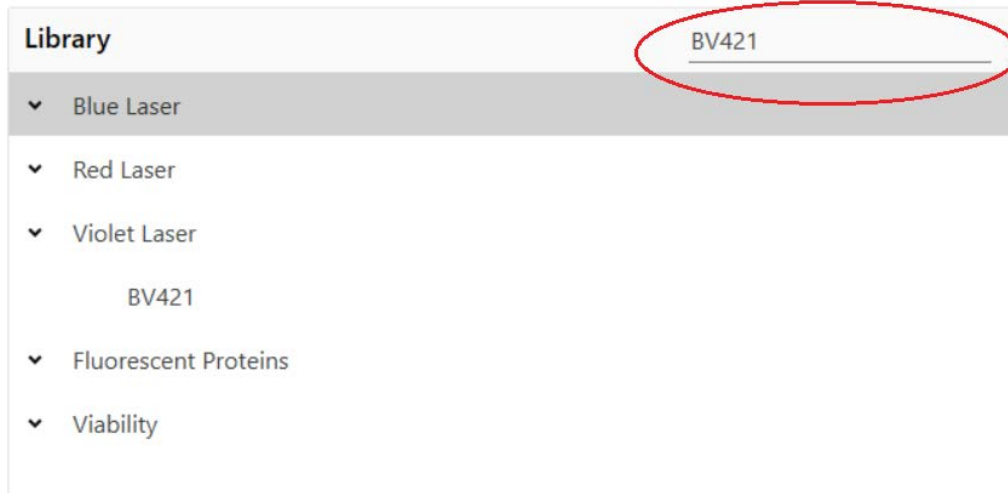 Library BV421
Blue Laser
Red Laser
Violet Laser
BV421
Fluorescent Proteins
Viability